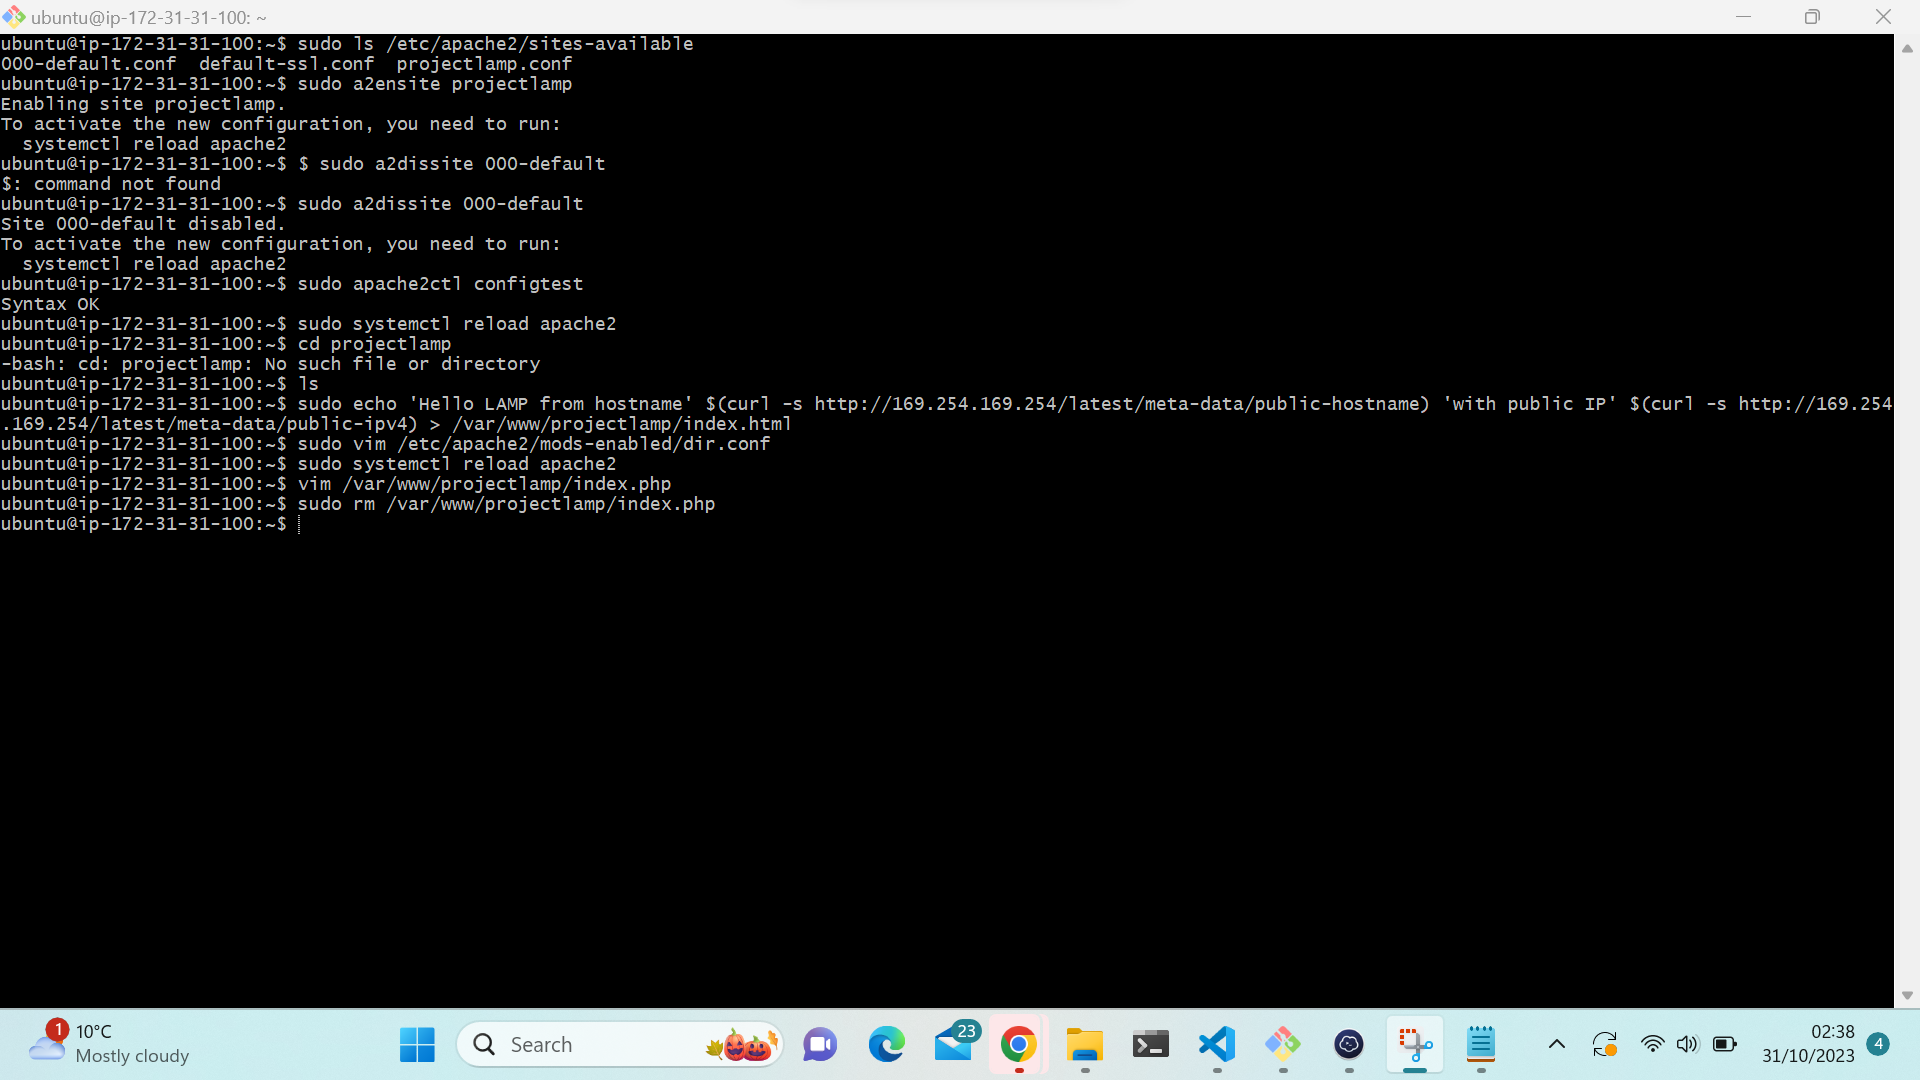 ubuntu@ip-172-31-31-100: ~
ubuntu@ip-172-31-31-100:~$ sudo ls /etc/apache2/sites-available
000-default.conf  default-ssl.conf  projectlamp.conf
ubuntu@ip-172-31-31-100:~$ sudo a2ensite projectlamp
Enabling site projectlamp.
To activate the new configuration, you need to run:
  systemctl reload apache2
ubuntu@ip-172-31-31-100:~$ $ sudo a2dissite 000-default
$: command not found
ubuntu@ip-172-31-31-100:~$ sudo a2dissite 000-default
Site 000-default disabled.
To activate the new configuration, you need to run:
  systemctl reload apache2
ubuntu@ip-172-31-31-100:~$ sudo apache2ctl configtest
Syntax OK
ubuntu@ip-172-31-31-100:~$ sudo systemctl reload apache2
ubuntu@ip-172-31-31-100:~$ cd projectlamp
-bash: cd: projectlamp: No such file or directory
ubuntu@ip-172-31-31-100:~$ ls
ubuntu@ip-172-31-31-100:~$ sudo echo 'Hello LAMP from hostname' $(curl -s http://169.254.169.254/latest/meta-data/public-hostname) 'with public IP' $(curl -s http://169.254
.169.254/latest/meta-data/public-ipv4) > /var/www/projectlamp/index.html
ubuntu@ip-172-31-31-100:~$ sudo vim /etc/apache2/mods-enabled/dir.conf
ubuntu@ip-172-31-31-100:~$ sudo systemctl reload apache2
ubuntu@ip-172-31-31-100:~$ vim /var/www/projectlamp/index.php
ubuntu@ip-172-31-31-100:~$ sudo rm /var/www/projectlamp/index.php
ubuntu@ip-172-31-31-100:~$
1
10°C
Mostly cloudy
Search
23
02:38
31/10/2023
4